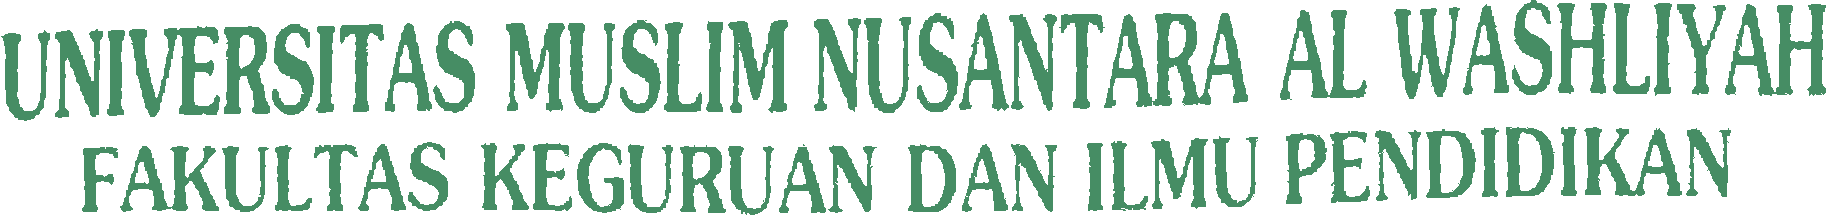 UNIVERSITAS MUSLIM NUSANTARA AL WASHLIYAH
FAKULTAS KEGURUAN DAN ILMU PENDIDIKAN